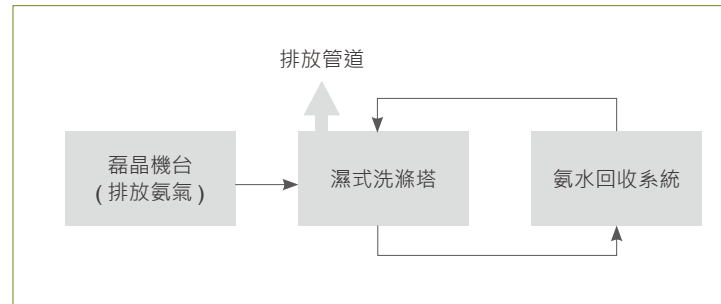 排放管道
磊晶機台
( 排放氨氣 )
濕式洗滌塔
氨水回收系統